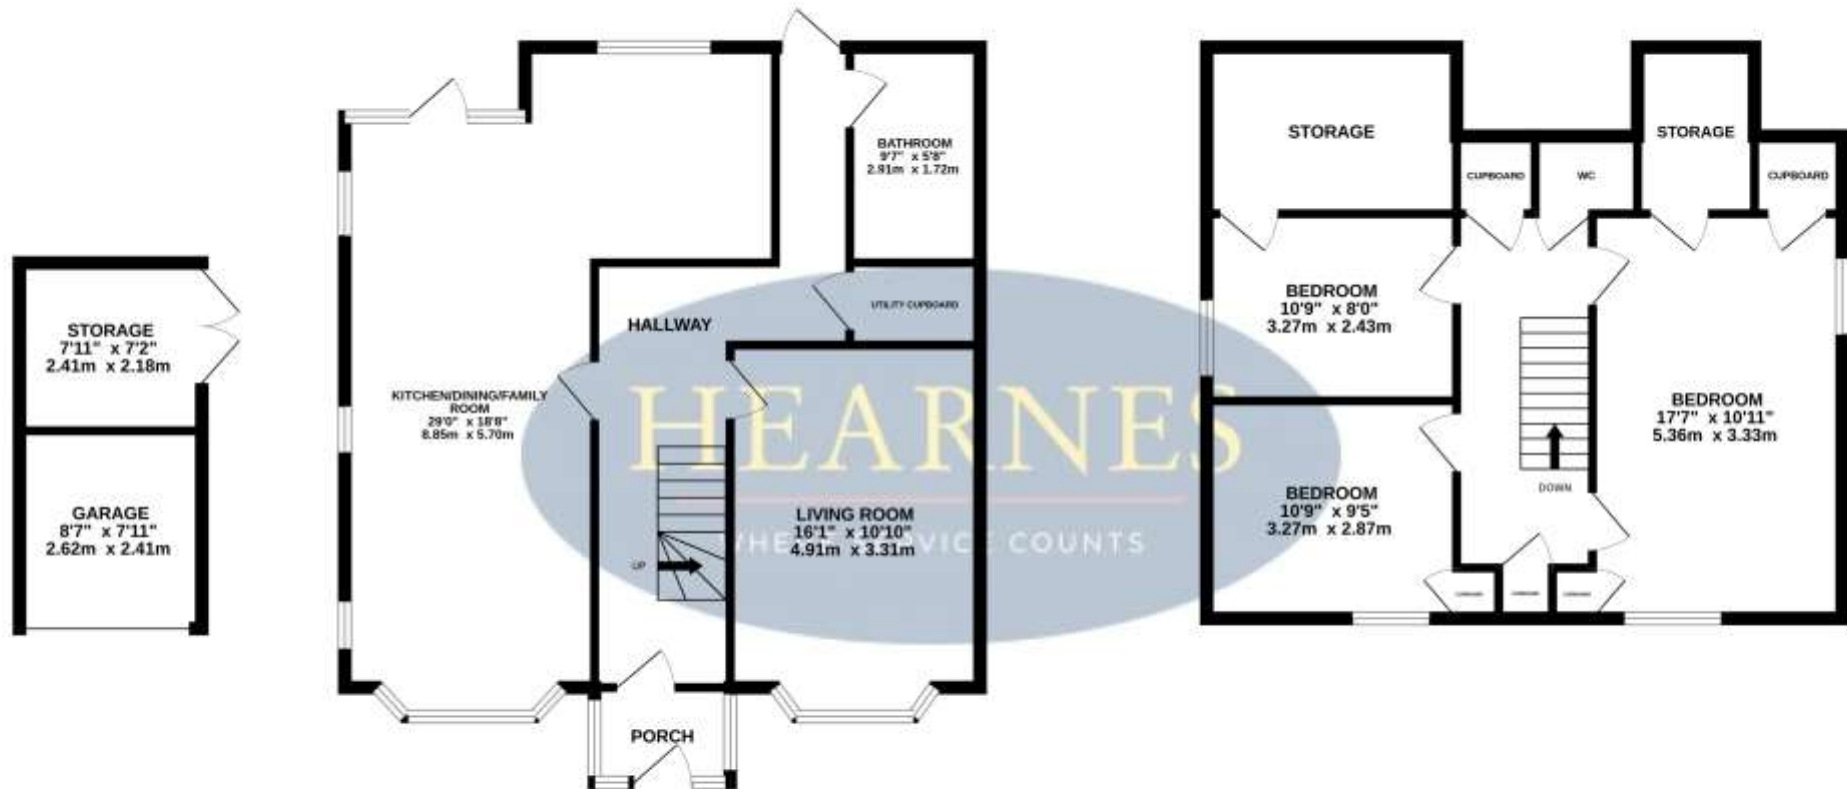 STORAGE
7'11" x 7'2"
2.41m x 2.18m
GARAGE
8'7" x 7'11"
2.62m x 2.41m
KITCHEN/DINING/FAMILY
ROOM
29'0" x 18'8"
8.85m x 5.70m
BATHROOM
9'7" x 5'8"
2.91m x 1.72m
UTILITY CUPBOARD
HALLWAY
UP
LIVING ROOM
16'1" x 10'10"
4.91m x 3.31m
PORCH
HEARNES
WHERE SERVICE COUNTS
STORAGE
STORAGE
CUPBOARD
WC
CUPBOARD
BEDROOM
10'9" x 8'0"
3.27m x 2.43m
BEDROOM
17'7" x 10'11"
5.36m x 3.33m
DOWN
BEDROOM
10'9" x 9'5"
3.27m x 2.87m